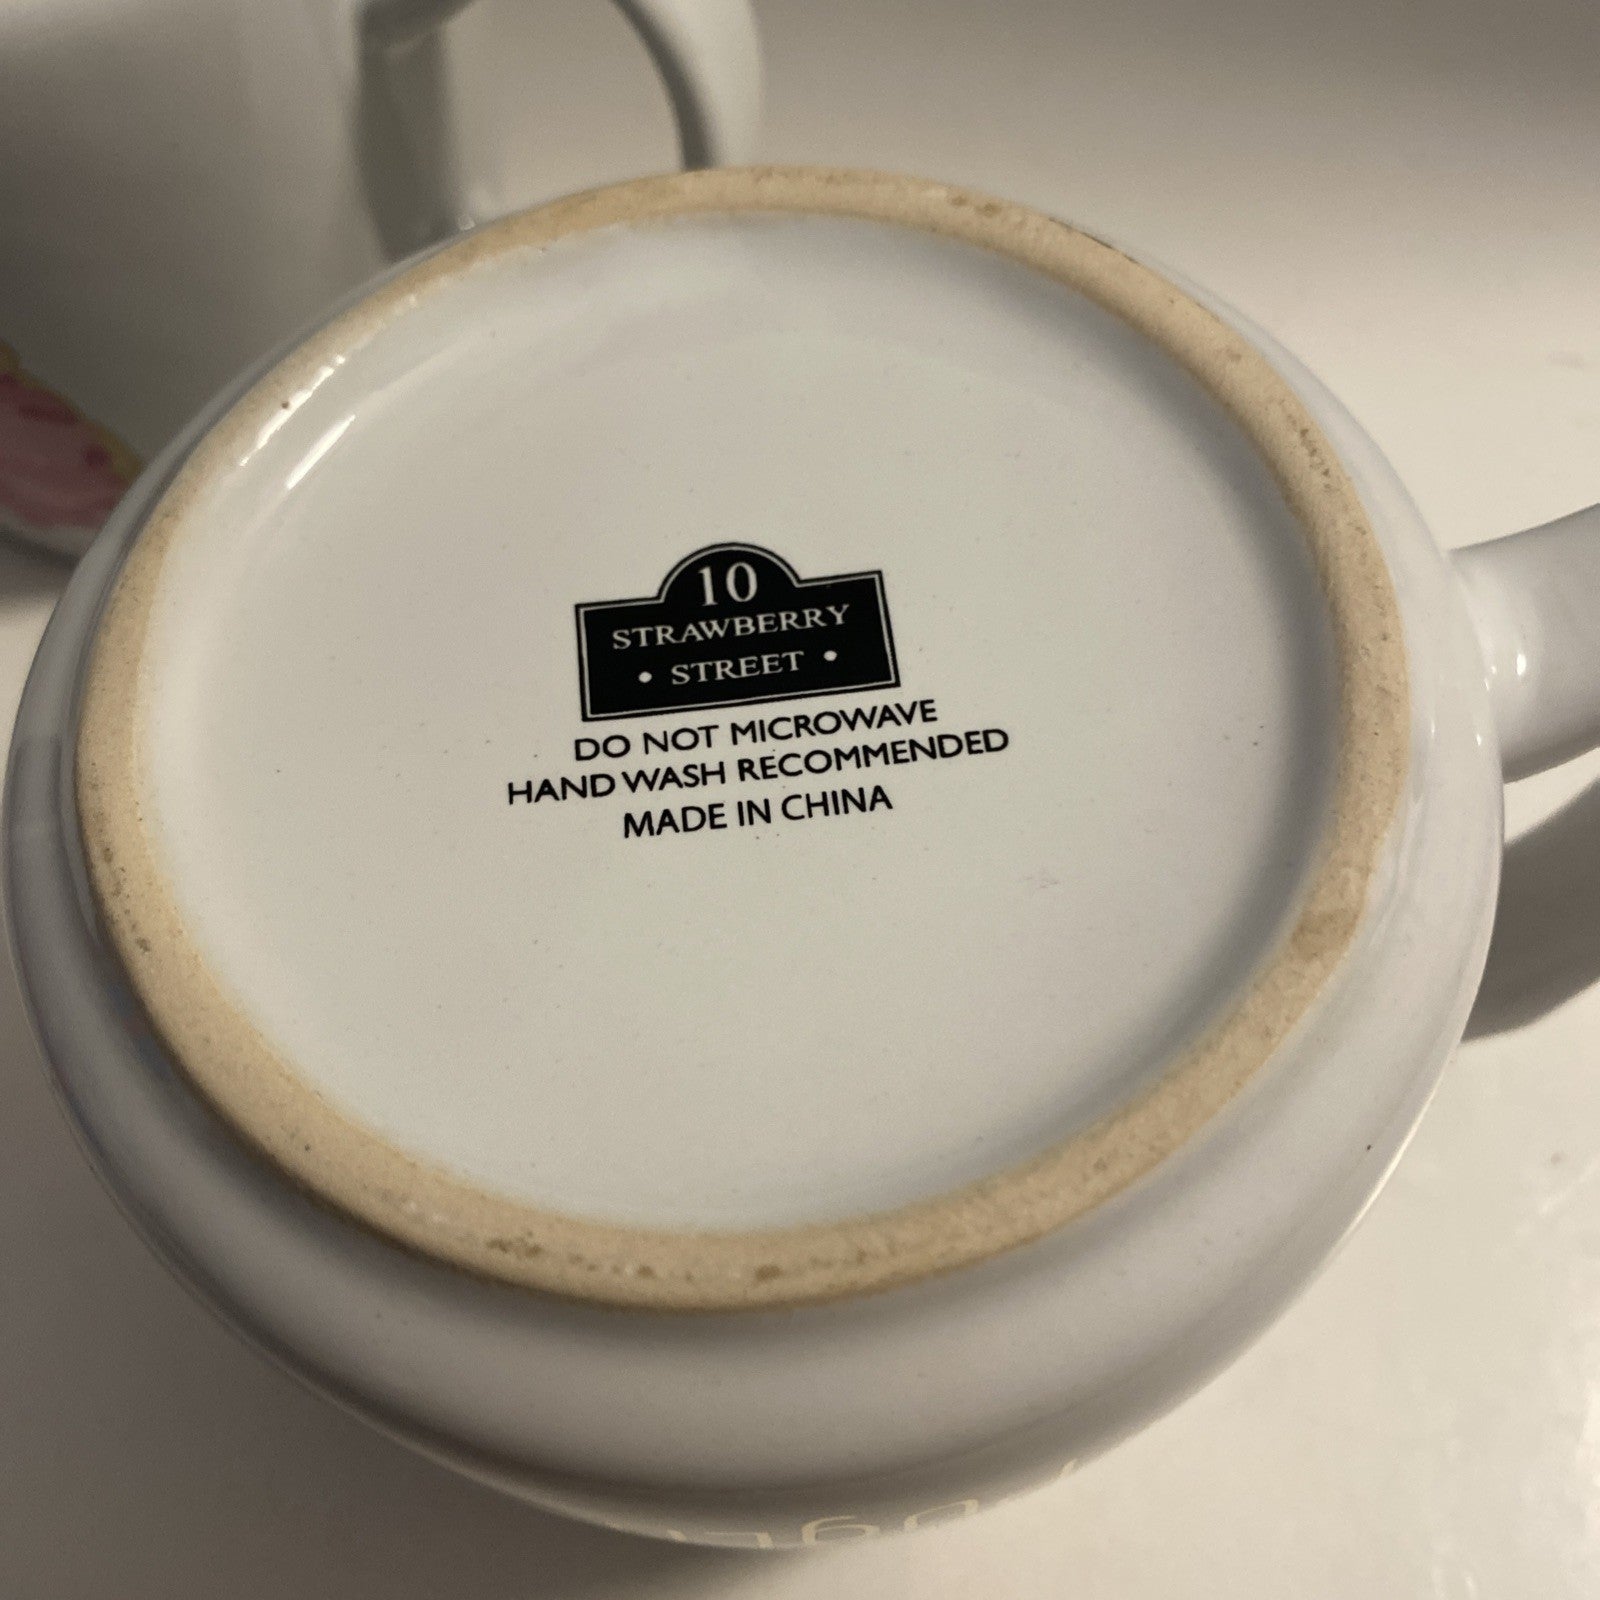 10
STRAWBERRY
• STREET •
DO NOT MICROWAVE
HAND WASH RECOMMENDED
MADE IN CHINA